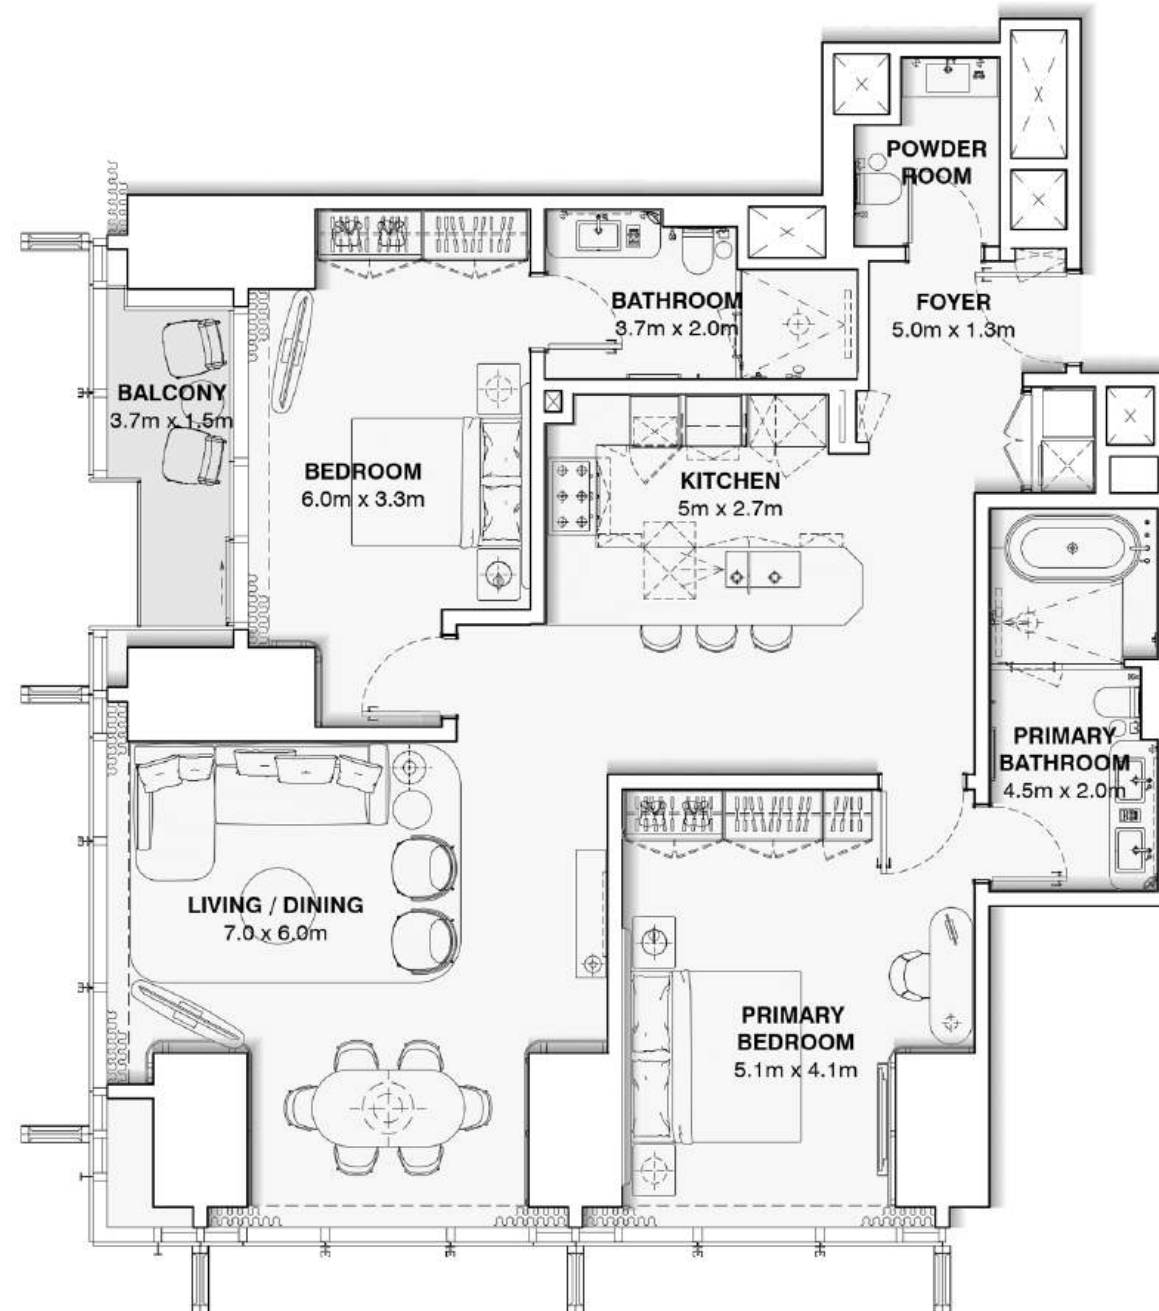 POWDER
ROOM
BATHROOM
3.7m x 2.0m
FOYER
5.0m x 1.3m
BALCONY
3.7m x 1.5m
BEDROOM
6.0m x 3.3m
KITCHEN
5m x 2.7m
PRIMARY
BATHROOM
4.5m x 2.0m
LIVING / DINING
7.0 x 6.0m
PRIMARY
BEDROOM
5.1m x 4.1m